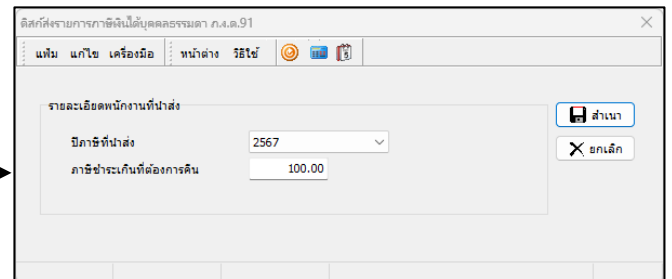 ดิสก์ส่งรายการภาษีเงินได้บุคคลธรรมดา ภ.ง.ด.91
แฟ้ม แก้ไข เครื่องมือ หน้าต่าง วิธีใช้
รายละเอียดพนักงานที่นำส่ง
สำเนา
ปีภาษีที่นำส่ง 2567
ยกเลิก
ภาษีชำระเกินที่ต้องการคืน 100.00